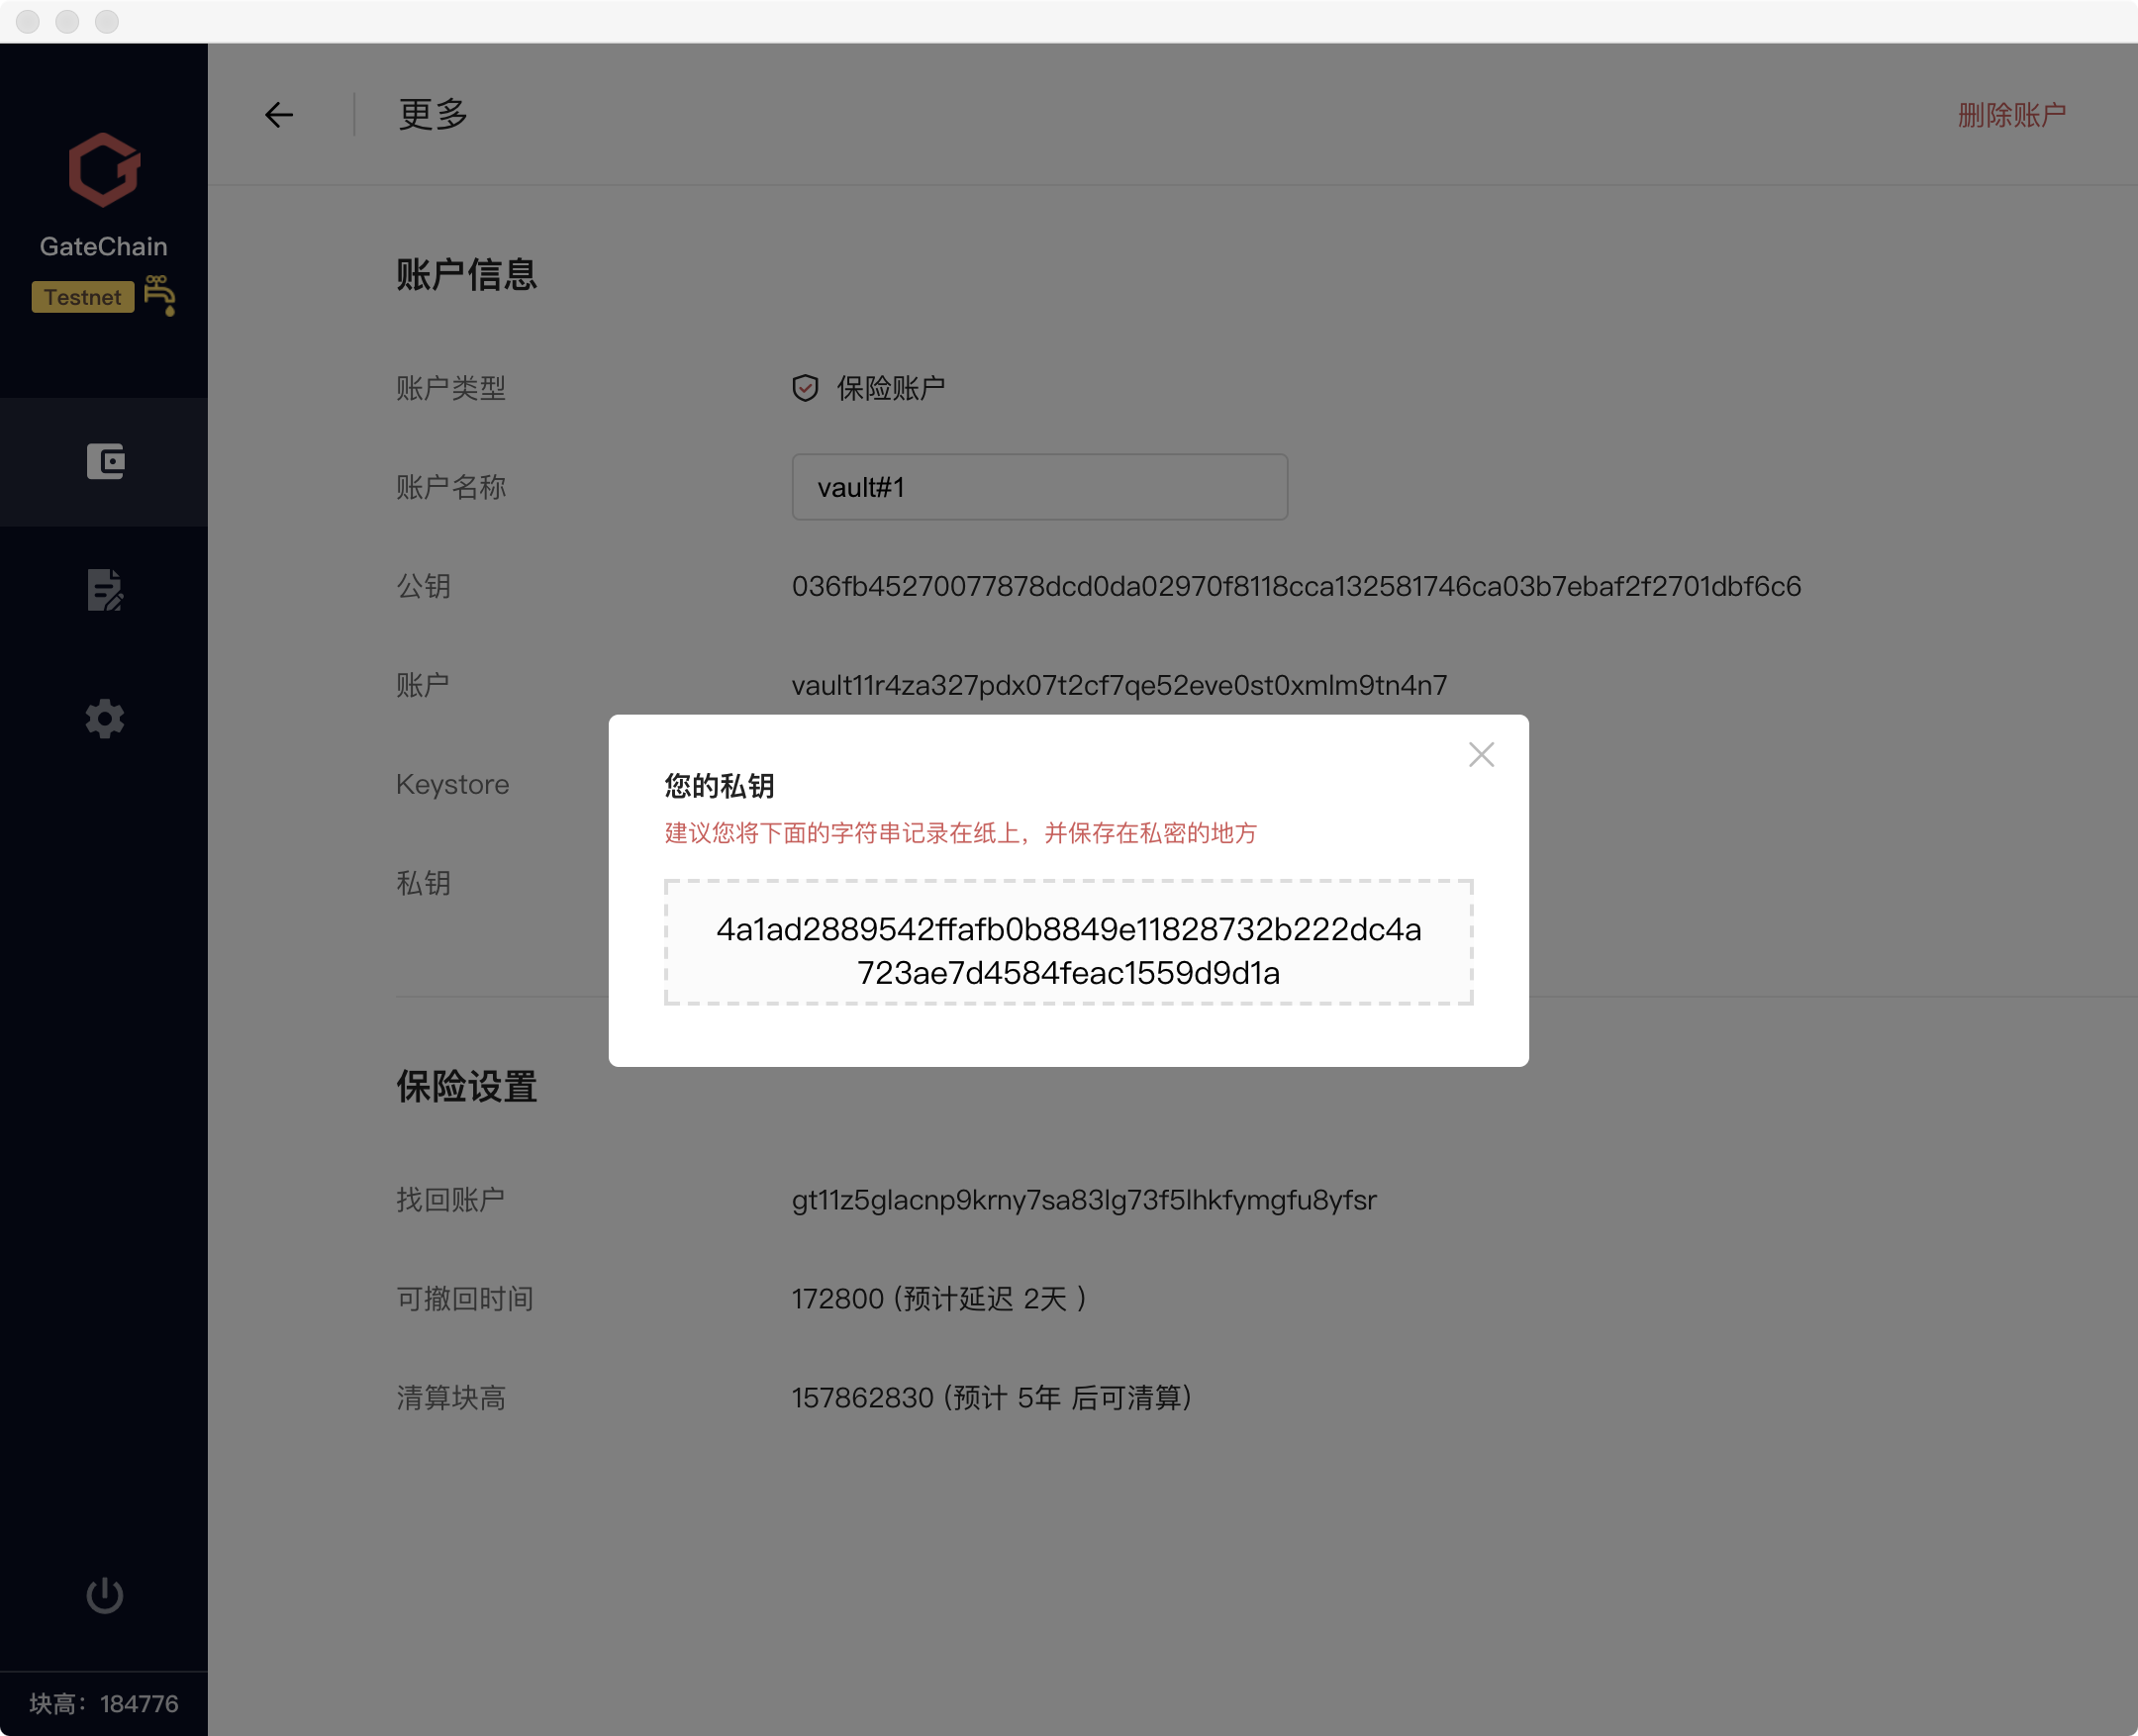 更多
删除账户
GateChain
Testnet
账户信息
账户类型 保险账户
账户名称 vault#1
公钥 036fb45270077878dcd0da02970f8118cca132581746ca03b7ebaf2f2701dbf6c6
账户 vault11r4za327pdx07t2cf7qe52eve0st0xmlm9tn4n7
Keystore
私钥
您的私钥
建议您将下面的字符串记录在纸上，并保存在私密的地方
4a1ad2889542ffafb0b8849e11828732b222dc4a
723ae7d4584feac1559d9d1a
保险设置
找回账户 gt11z5glacnp9krny7sa83lg73f5lhkfymgfu8yfsr
可撤回时间 172800 (预计延迟 2天 )
清算块高 157862830 (预计 5年 后可清算)
块高：184776